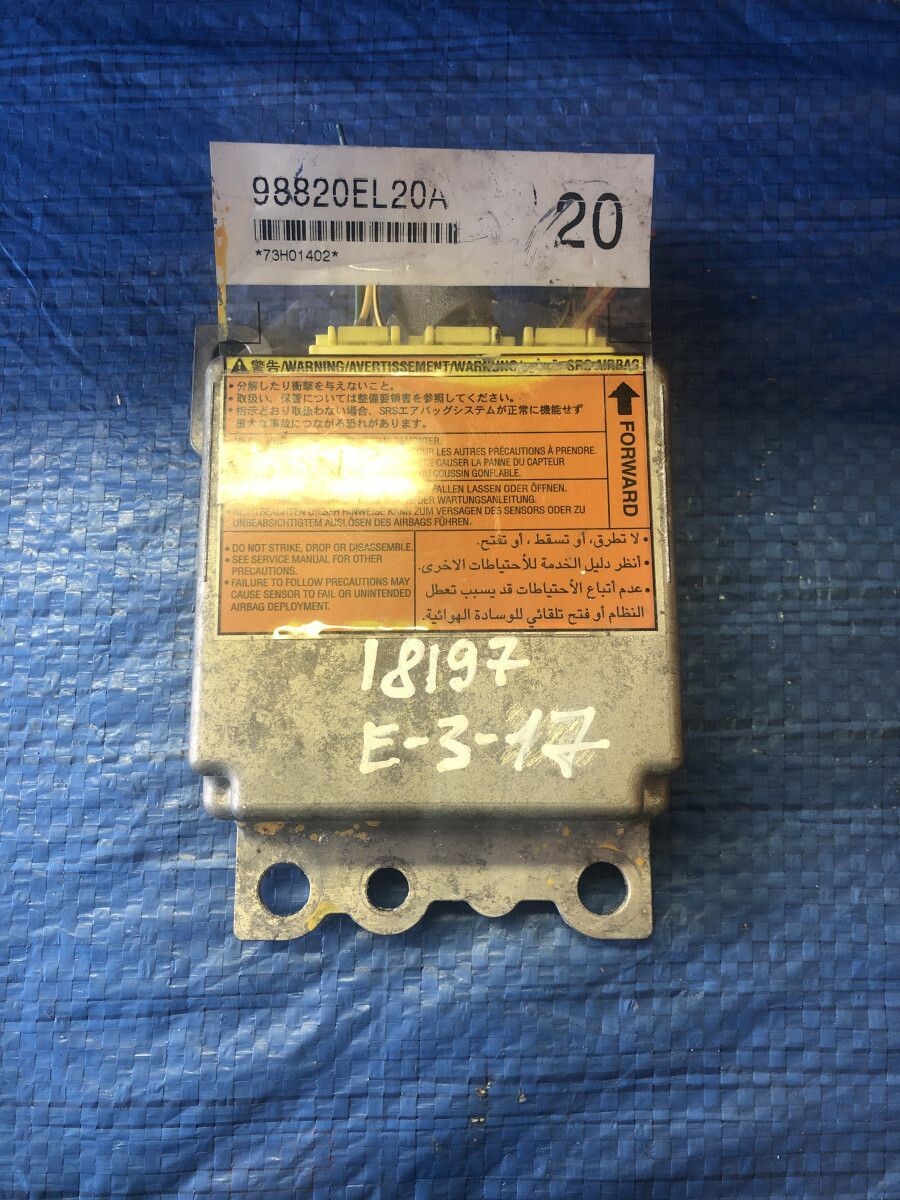 98820EL20A
20
*73H01402*
警告/WARNING/AVERTISSEMENT/WARNUNG/ SRS AIRBAG
・分解したり衝撃を与えないこと。
・取扱い、保管については整備要領書を参照してください。
・指示どおり取扱わない場合、SRSエアバッグシステムが正常に機能せず
重大な事故につながる恐れがあります。
FORWARD
DÉMONTER.
LES AUTRES PRÉCAUTIONS À PRENDRE.
CAUSER LA PANNE DU CAPTEUR
COUSSIN GONFLABLE.
FALLEN LASSEN ODER ÖFFNEN.
DER WARTUNGSANLEITUNG.
NICHTBEACHTEN DIESER HINWEISE KANN ZUM VERSAGEN DES SENSORS ODER ZU
UNBEABSICHTIGTEM AUSLÖSEN DES AIRBAGS FÜHREN.
• DO NOT STRIKE, DROP OR DISASSEMBLE.
• SEE SERVICE MANUAL FOR OTHER
PRECAUTIONS.
• FAILURE TO FOLLOW PRECAUTIONS MAY
CAUSE SENSOR TO FAIL OR UNINTENDED
AIRBAG DEPLOYMENT.
• لا تطرق، أو تسقط ، أو تفتح.
• أنظر دليل الخدمة للأحتياطات الاخرى.
• عدم أتباع الأحتياطات قد يسبب تعطل
النظام أو فتح تلقائي للوسادة الهوائية.
18197
E-3-17